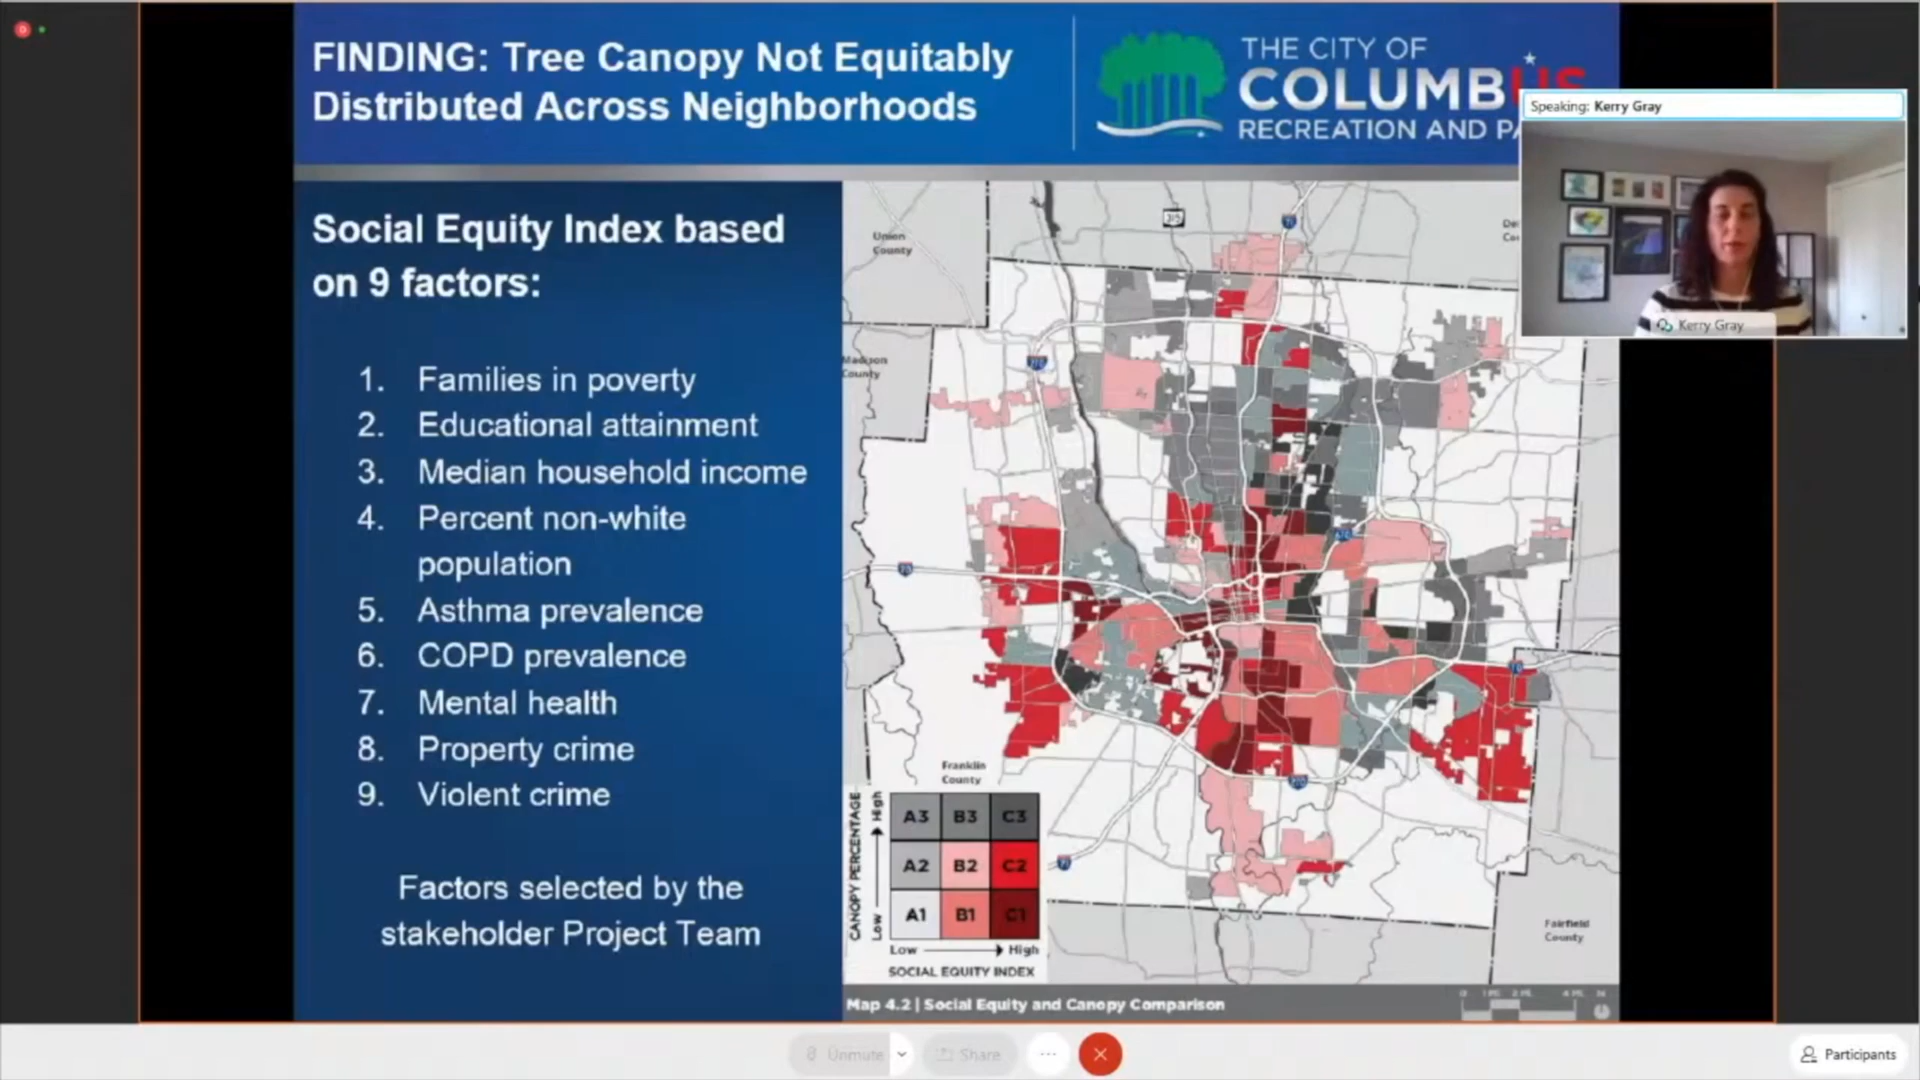 FINDING: Tree Canopy Not Equitably
Distributed Across Neighborhoods
THE CITY OF
COLUMBUS
RECREATION AND PA
Speaking: Kerry Gray
Kerry Gray
Social Equity Index based
on 9 factors:
1. Families in poverty
2. Educational attainment
3. Median household income
4. Percent non-white
population
5. Asthma prevalence
6. COPD prevalence
7. Mental health
8. Property crime
9. Violent crime
Factors selected by the
stakeholder Project Team
Union
County
315
Madison
County
270
70
Franklin
County
Fairfield
County
CANOPY PERCENTAGE
Low
High
A3 B3 C3
A2 B2 C2
A1 B1 C1
Low High
SOCIAL EQUITY INDEX
Map 4.2 | Social Equity and Canopy Comparison
Unmute
Share
Participants